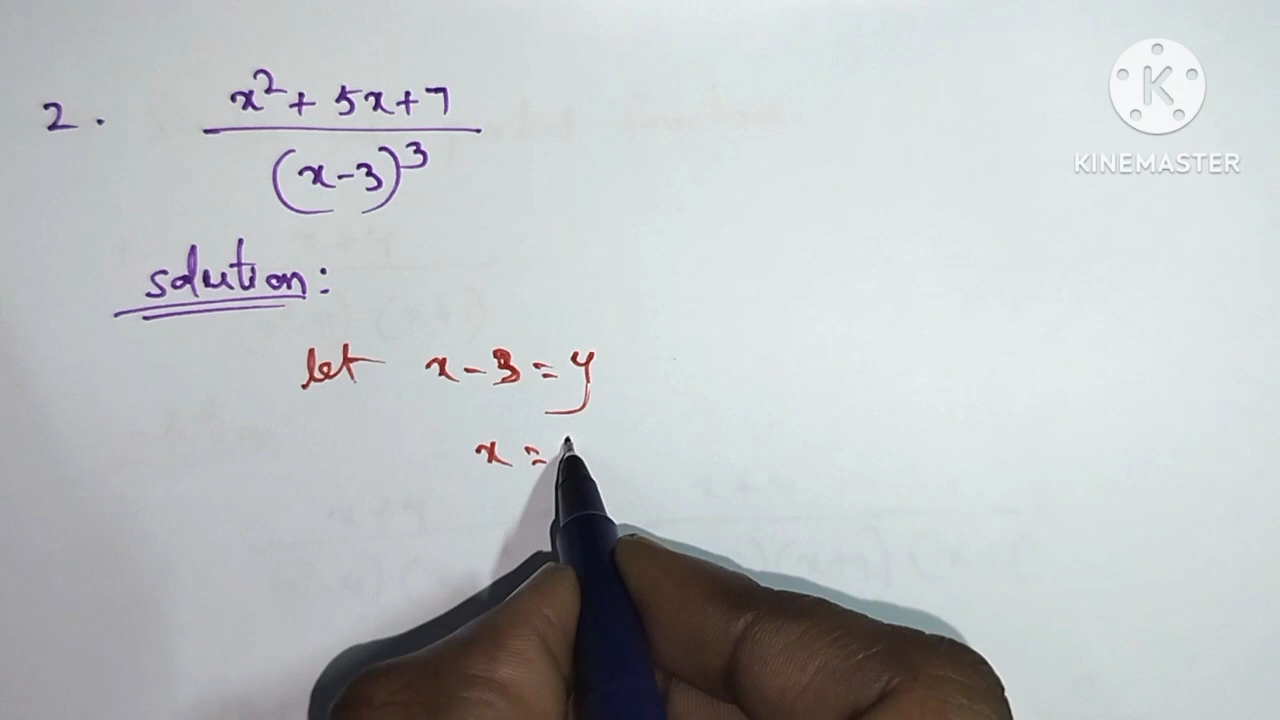 2. x² + 5x + 7 / (x - 3)³
solution:
let x - 3 = y
x =
K
KINEMASTER